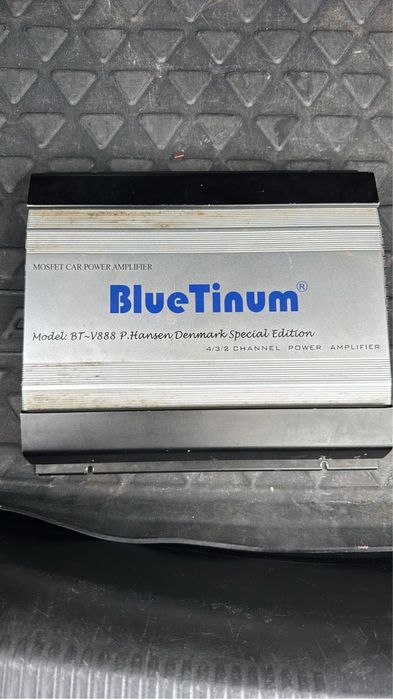 MOSFET CAR POWER AMPLIFIER
BlueTinum®
Model: BT~V888 P.Hansen Denmark Special Edition
4/3/2 CHANNEL POWER AMPLIFIER